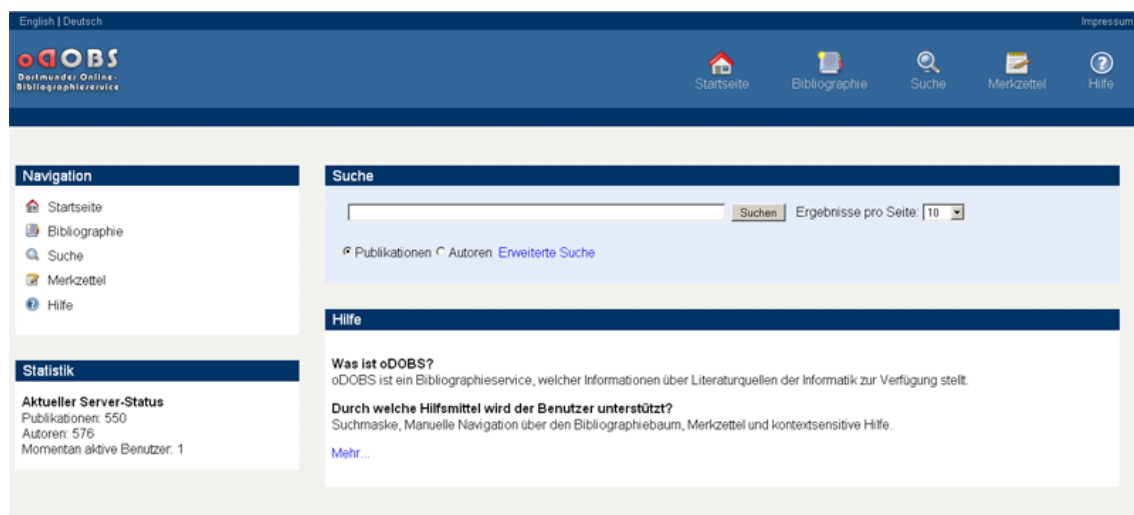 English | Deutsch
Impressum
oDOBS
Dortmunder Online-
Bibliographieservice
Startseite
Bibliographie
Suche
Merkzettel
Hilfe
Navigation
Startseite
Bibliographie
Suche
Merkzettel
Hilfe
Statistik
Aktueller Server-Status
Publikationen: 550
Autoren: 576
Momentan aktive Benutzer: 1
Suche
Suchen Ergebnisse pro Seite: 10
Publikationen Autoren Erweiterte Suche
Hilfe
Was ist oDOBS?
oDOBS ist ein Bibliographieservice, welcher Informationen über Literaturquellen der Informatik zur Verfügung stellt.
Durch welche Hilfsmittel wird der Benutzer unterstützt?
Suchmaske, Manuelle Navigation über den Bibliographiebaum, Merkzettel und kontextsensitive Hilfe.
Mehr...